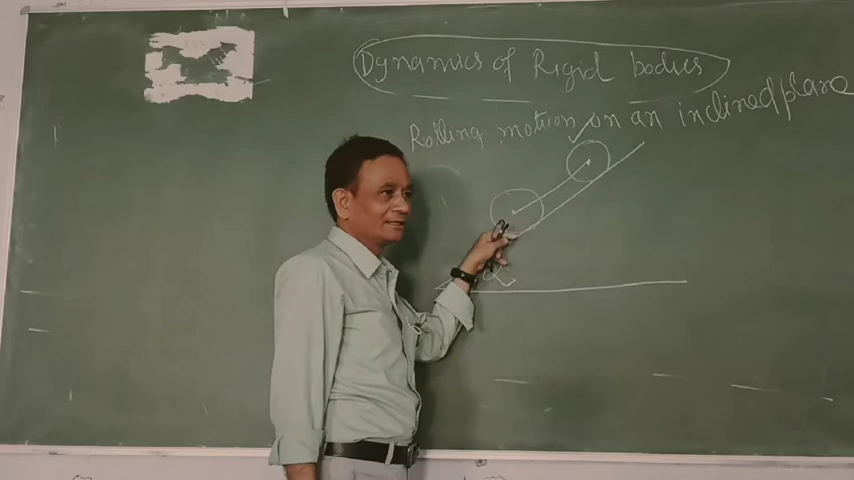 Dynamics of Rigid bodies
Rolling motion on an inclined plane
α